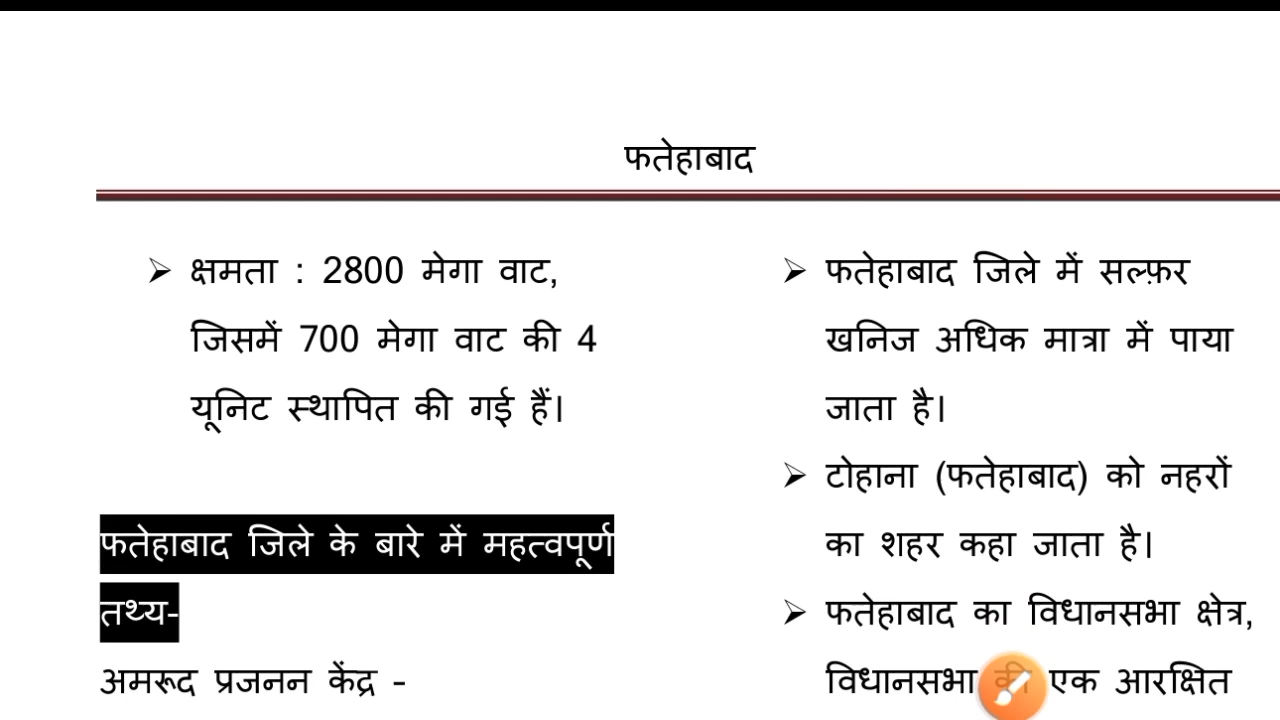 फतेहाबाद
➢ क्षमता : 2800 मेगा वाट,
जिसमें 700 मेगा वाट की 4
यूनिट स्थापित की गई हैं।
फतेहाबाद जिले के बारे में महत्वपूर्ण
तथ्य-
अमरूद प्रजनन केंद्र -
➢ फतेहाबाद जिले में सल्फ़र
खनिज अधिक मात्रा में पाया
जाता है।
➢ टोहाना (फतेहाबाद) को नहरों
का शहर कहा जाता है।
➢ फतेहाबाद का विधानसभा क्षेत्र,
विधानसभा की एक आरक्षित